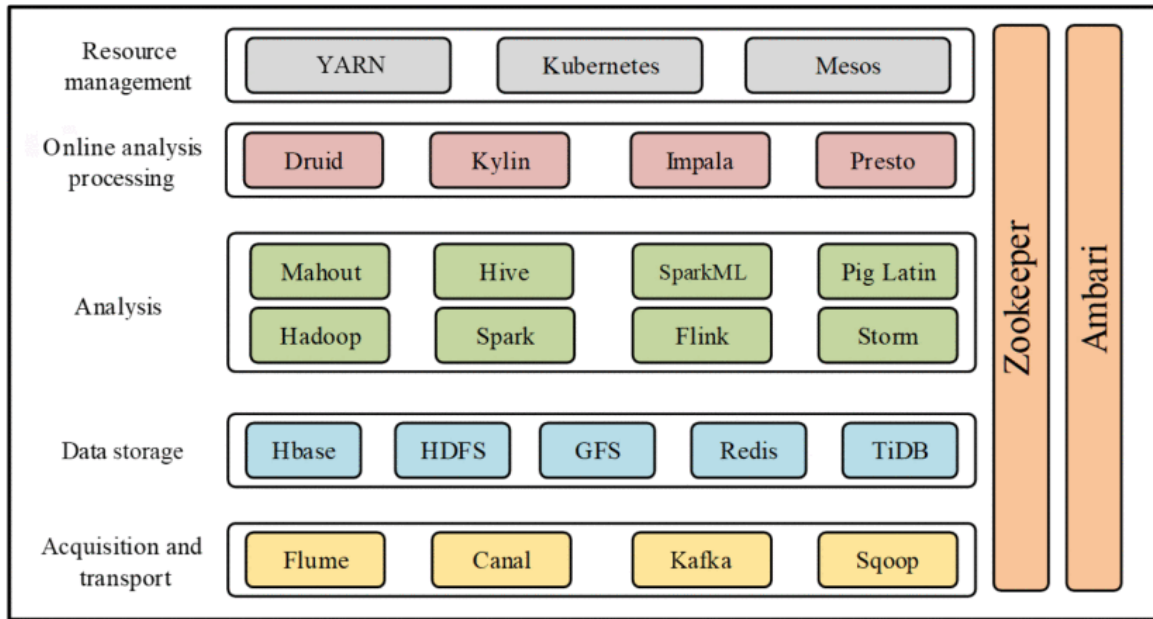 Resource
management
YARN
Kubernetes
Mesos
Online analysis
processing
Druid
Kylin
Impala
Presto
Analysis
Mahout
Hive
SparkML
Pig Latin
Hadoop
Spark
Flink
Storm
Data storage
Hbase
HDFS
GFS
Redis
TiDB
Acquisition and
transport
Flume
Canal
Kafka
Sqoop
Zookeeper
Ambari